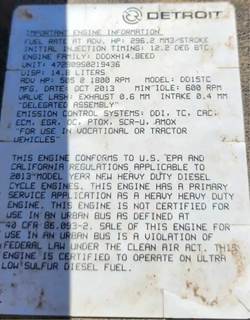 DETROIT
IMPORTANT ENGINE INFORMATION
FUEL RATE AT ADV. HP: 296.2 MM3/STROKE
INITIAL INJECTION TIMING: 12.2 DEG BTC
ENGINE FAMILY: DDDXH14.8EED
UNIT: 472909S0219436
DISP: 14.8 LITERS
ADV HP: 505 @ 1800 RPM MODEL: DD15TC
MFG. DATE: OCT 2013 MIN IDLE: 600 RPM
VALVE LASH: EXHAUST 0.6 MM INTAKE 0.4 MM
"DELEGATED ASSEMBLY"
EMISSION CONTROL SYSTEMS: DDI, TC, CAC,
ECM, EGR, OC, PTOX, SCR-U, AMOX
"FOR USE IN VOCATIONAL OR TRACTOR
VEHICLES"
THIS ENGINE CONFORMS TO U.S. EPA AND
CALIFORNIA REGULATIONS APPLICABLE TO
2013 MODEL YEAR NEW HEAVY DUTY DIESEL
CYCLE ENGINES. THIS ENGINE HAS A PRIMARY
SERVICE APPLICATION AS A HEAVY HEAVY DUTY
ENGINE. THIS ENGINE IS NOT CERTIFIED FOR
USE IN AN URBAN BUS AS DEFINED AT
40 CFR 86.093-2. SALE OF THIS ENGINE FOR
USE IN AN URBAN BUS IS A VIOLATION OF
FEDERAL LAW UNDER THE CLEAN AIR ACT. THIS
ENGINE IS CERTIFIED TO OPERATE ON ULTRA
LOW SULFUR DIESEL FUEL.